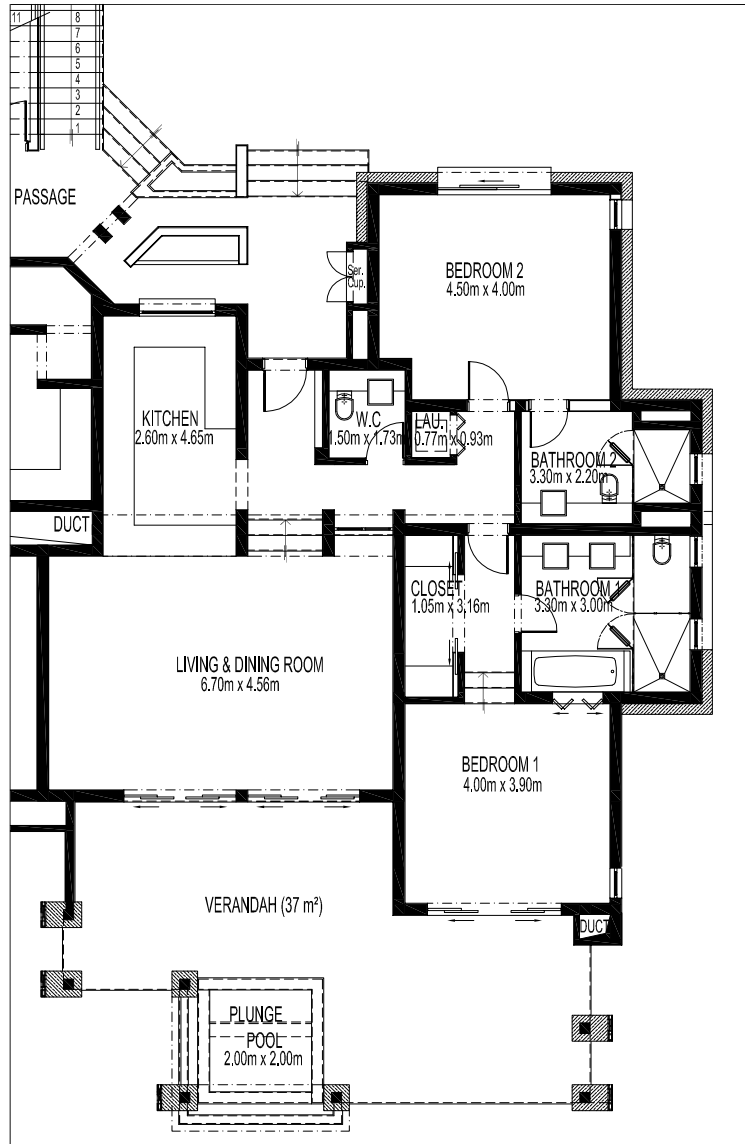 11
8
7
6
5
4
3
2
1
PASSAGE
Ser.
Cup.
BEDROOM 2
4.50m x 4.00m
KITCHEN
2.60m x 4.65m
W.C
1.50m x 1.73m
LAU.
0.77m x 0.93m
BATHROOM 2
3.30m x 2.20m
DUCT
CLOSET
1.05m x 3.16m
BATHROOM 1
3.30m x 3.00m
LIVING & DINING ROOM
6.70m x 4.56m
BEDROOM 1
4.00m x 3.90m
VERANDAH (37 m²)
DUCT
PLUNGE
POOL
2.00m x 2.00m